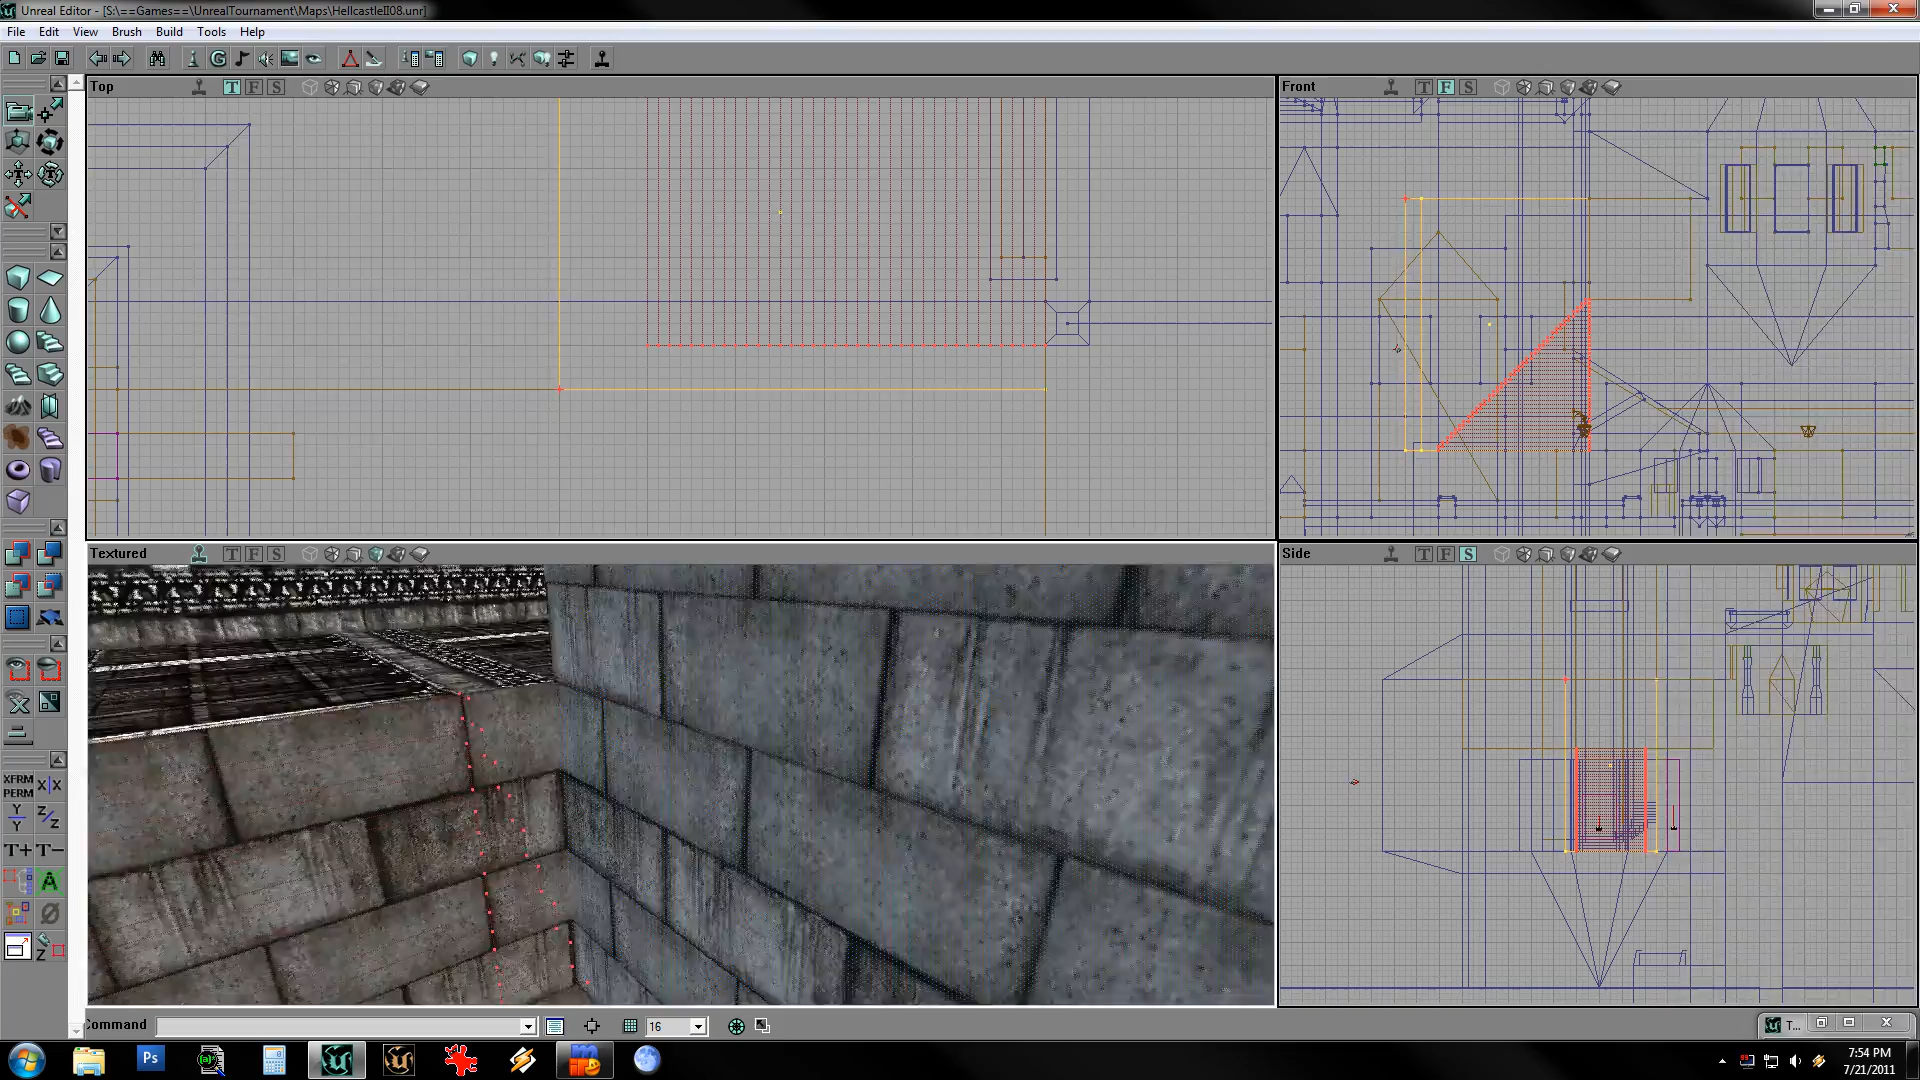 Unreal Editor - [S:\==Games==\UnrealTournament\Maps\HellcastleII08.unr]
File Edit View Brush Build Tools Help
Top
T F S
Front
T F S
Textured
T F S
Side
T F S
XFRM
PERM
X|X
Y
Y
Z/Z
T+ T-
A
Z
Command
16
T...
Ps
7:54 PM
7/21/2011